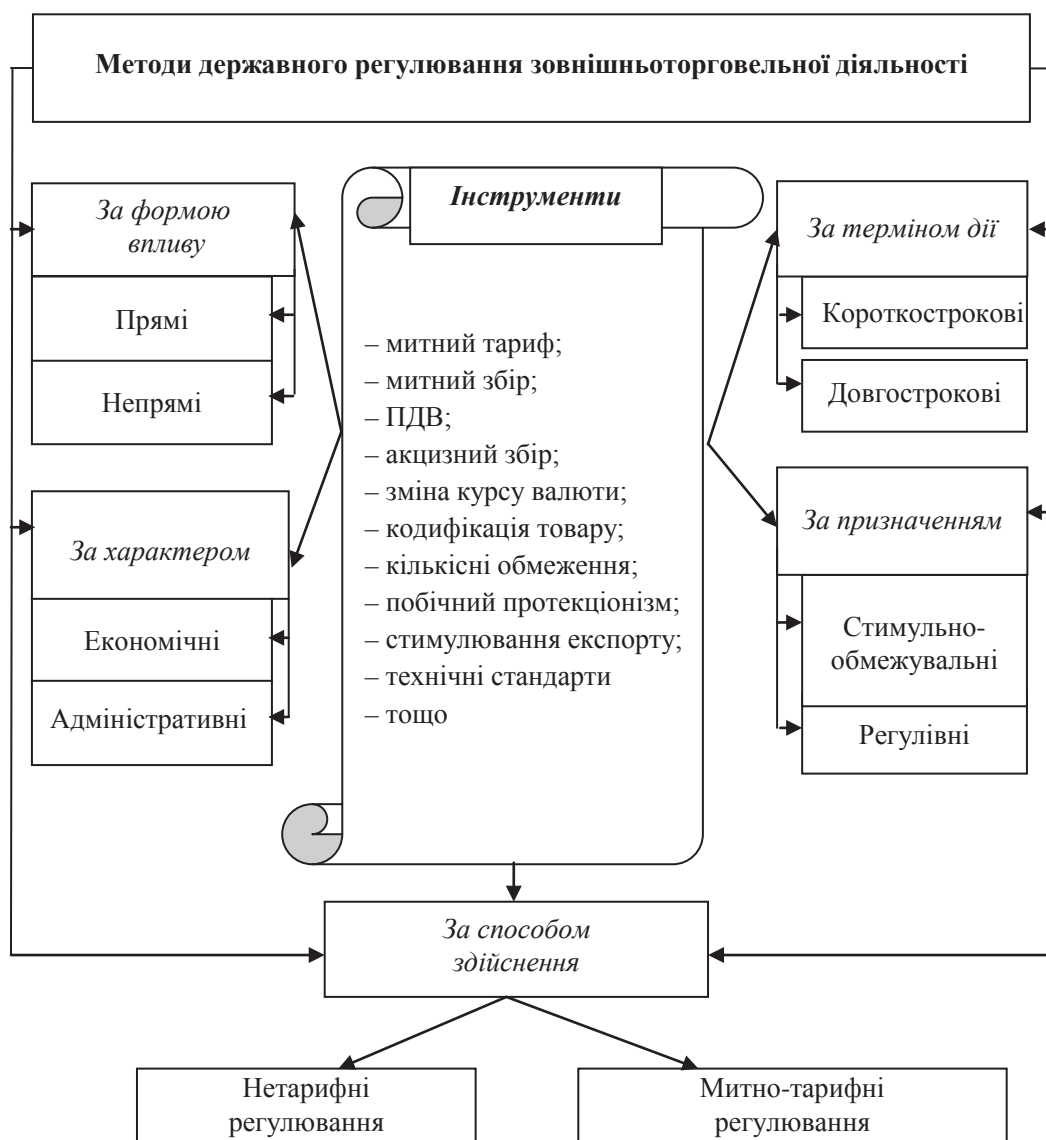 Методи державного регулювання зовнішньоторговельної діяльності
За формою
впливу
Прямі
Непрямі
За характером
Економічні
Адміністративні
Інструменти
– митний тариф;
– митний збір;
– ПДВ;
– акцизний збір;
– зміна курсу валюти;
– кодифікація товару;
– кількісні обмеження;
– побічний протекціонізм;
– стимулювання експорту;
– технічні стандарти
– тощо
За терміном дії
Короткострокові
Довгострокові
За призначенням
Стимульно-
обмежувальні
Регулівні
За способом
здійснення
Нетарифні
регулювання
Митно-тарифні
регулювання